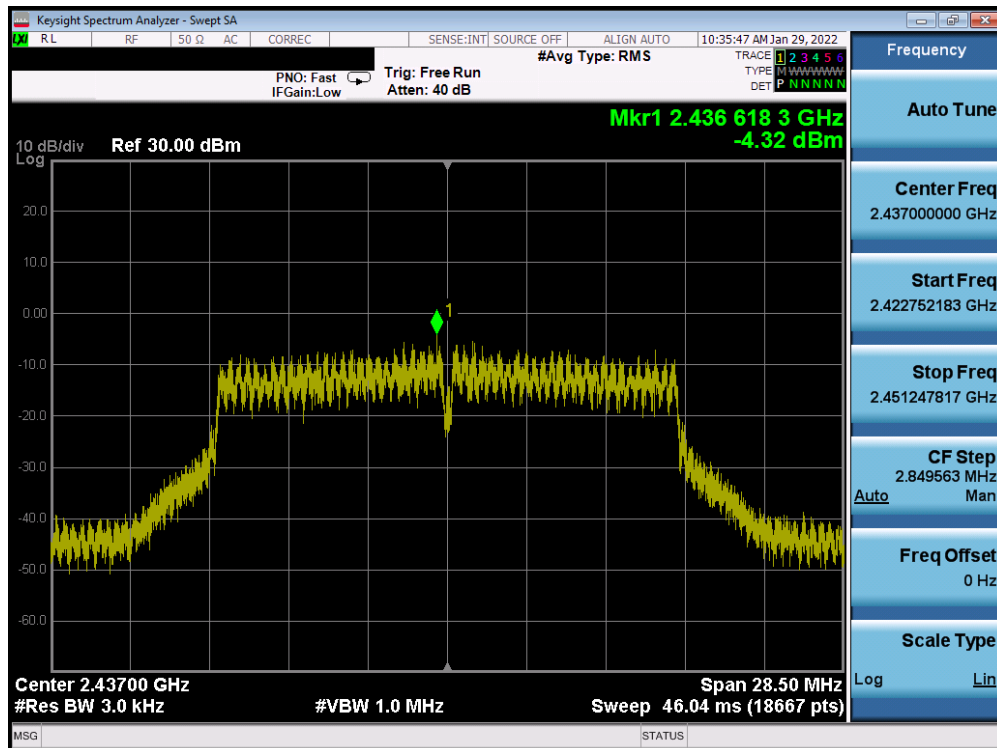 Keysight Spectrum Analyzer - Swept SA
LXI RL RF 50 Ω AC CORREC SENSE:INT SOURCE OFF ALIGN AUTO 10:35:47 AM Jan 29, 2022
#Avg Type: RMS TRACE 1 2 3 4 5 6
PNO: Fast Trig: Free Run TYPE M WWWWW
IFGain:Low Atten: 40 dB DET P N N N N N
Mkr1 2.436 618 3 GHz
-4.32 dBm
10 dB/div Ref 30.00 dBm
Log
20.0
10.0
0.00
1
-10.0
-20.0
-30.0
-40.0
-50.0
-60.0
Center 2.43700 GHz Span 28.50 MHz
#Res BW 3.0 kHz #VBW 1.0 MHz Sweep 46.04 ms (18667 pts)
MSG STATUS
Frequency
Auto Tune
Center Freq
2.437000000 GHz
Start Freq
2.422752183 GHz
Stop Freq
2.451247817 GHz
CF Step
2.849563 MHz
Auto Man
Freq Offset
0 Hz
Scale Type
Log Lin